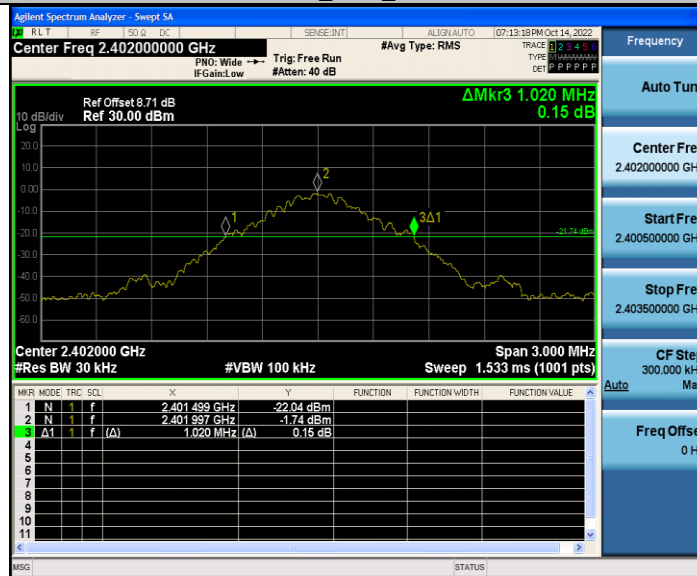 Agilent Spectrum Analyzer - Swept SA
RLT RF 50 Ω DC SENSE:INT ALIGN AUTO 07:13:18 PM Oct 14, 2022
Center Freq 2.402000000 GHz
#Avg Type: RMS
TRACE 1 2 3 4 5 6
PNO: Wide Trig: Free Run
TYPE MWWWWW
IFGain:Low #Atten: 40 dB
DET P P P P P P
Frequency
Auto Tun
Center Fre
2.402000000 GH
Start Fre
2.400500000 GH
Stop Fre
2.403500000 GH
CF Ste
300.000 kH
Auto Ma
Freq Offse
0 H
ΔMkr3 1.020 MHz
0.15 dB
Ref Offset 8.71 dB
10 dB/div Ref 30.00 dBm
Log
20.0
10.0
0.00
-10.0
-20.0
-30.0
-40.0
-50.0
-60.0
1
2
3Δ1
-21.74 dBm
Center 2.402000 GHz Span 3.000 MHz
#Res BW 30 kHz #VBW 100 kHz Sweep 1.533 ms (1001 pts)
MKR MODE TRC SCL X Y FUNCTION FUNCTION WIDTH FUNCTION VALUE
1 N 1 f 2.401 499 GHz -22.04 dBm
2 N 1 f 2.401 997 GHz -1.74 dBm
3 Δ1 1 f (Δ) 1.020 MHz (Δ) 0.15 dB
4
5
6
7
8
9
10
11
MSG STATUS